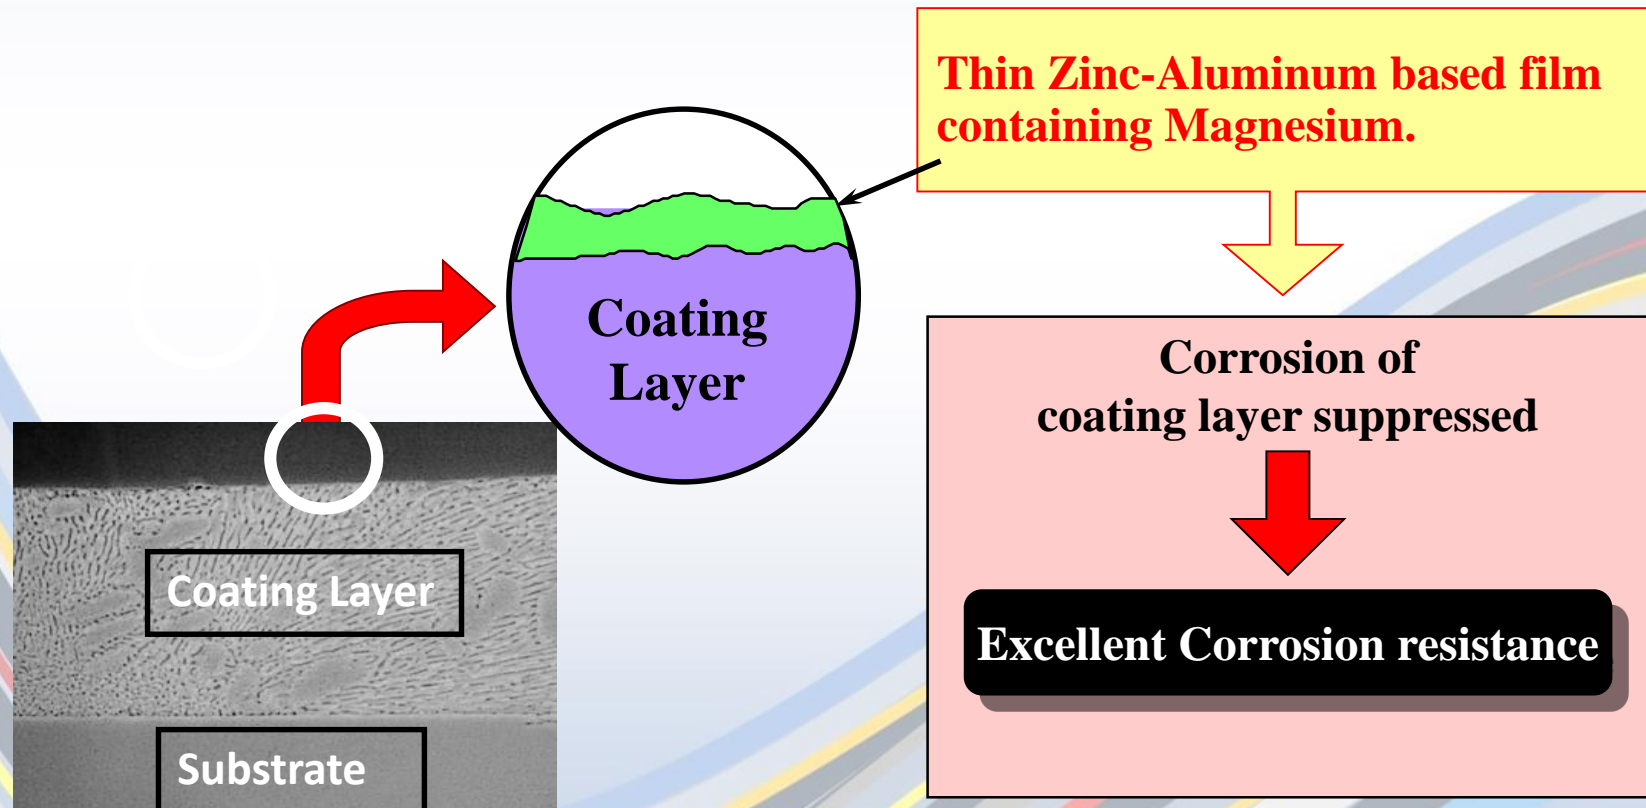 Thin Zinc-Aluminum based film
containing Magnesium.
Coating
Layer
Corrosion of
coating layer suppressed
Excellent Corrosion resistance
Coating Layer
Substrate